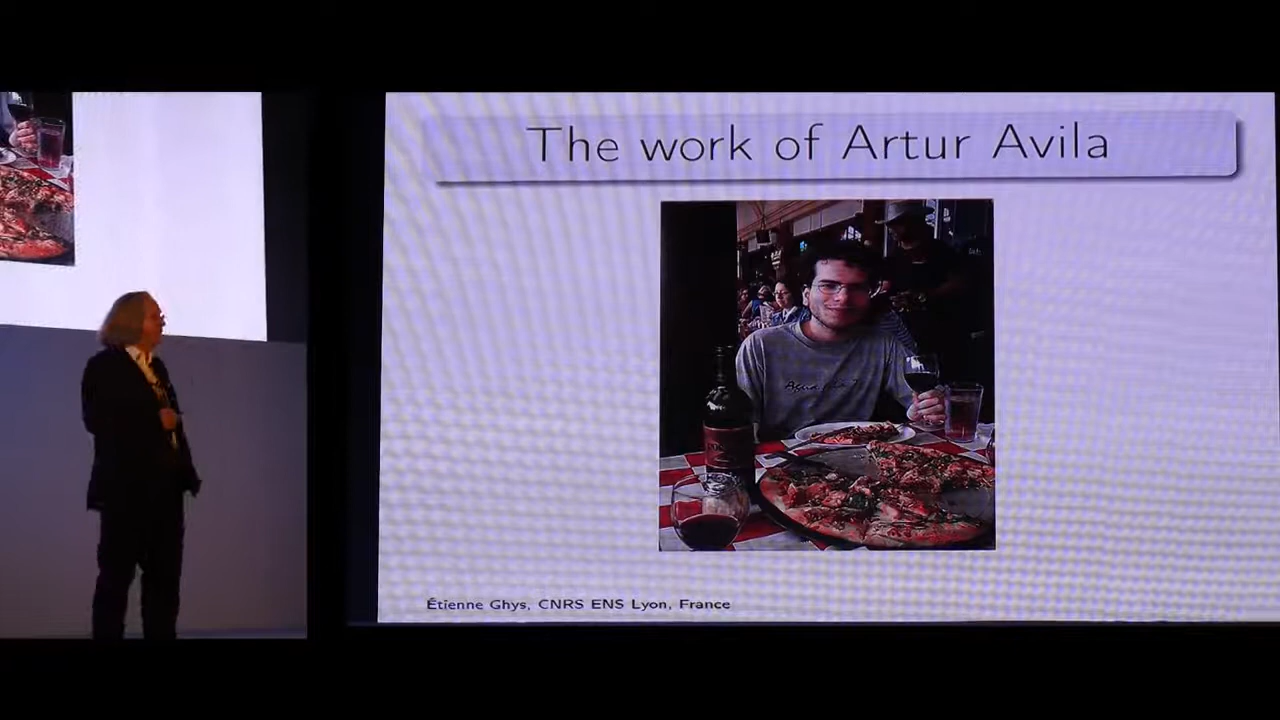 The work of Artur Avila
Étienne Ghys, CNRS ENS Lyon, France